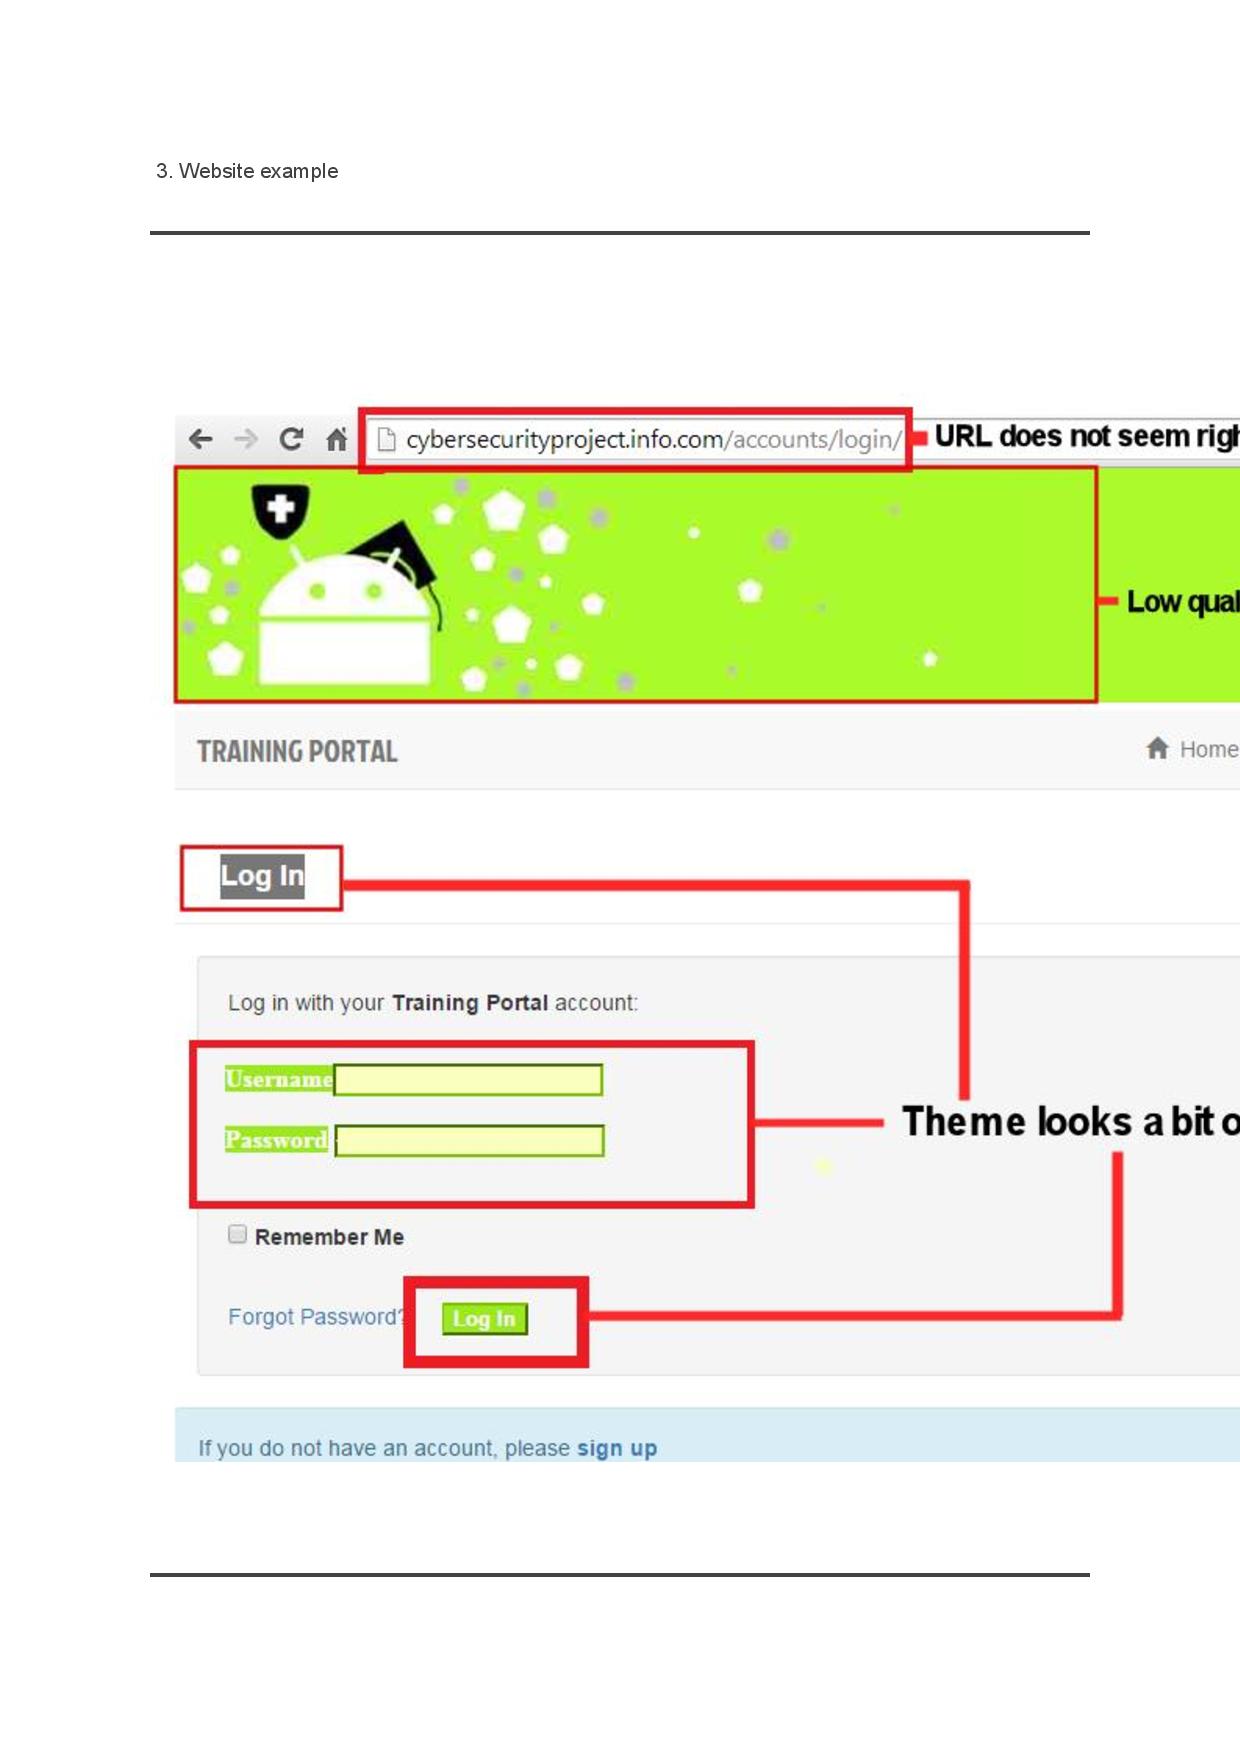 3. Website example
cybersecurityproject.info.com/accounts/login/
URL does not seem
Low
TRAINING PORTAL
Home
Log In
Log in with your Training Portal account:
Username
Password
Theme looks a bit
Remember Me
Forgot Password?
Log In
If you do not have an account, please sign up